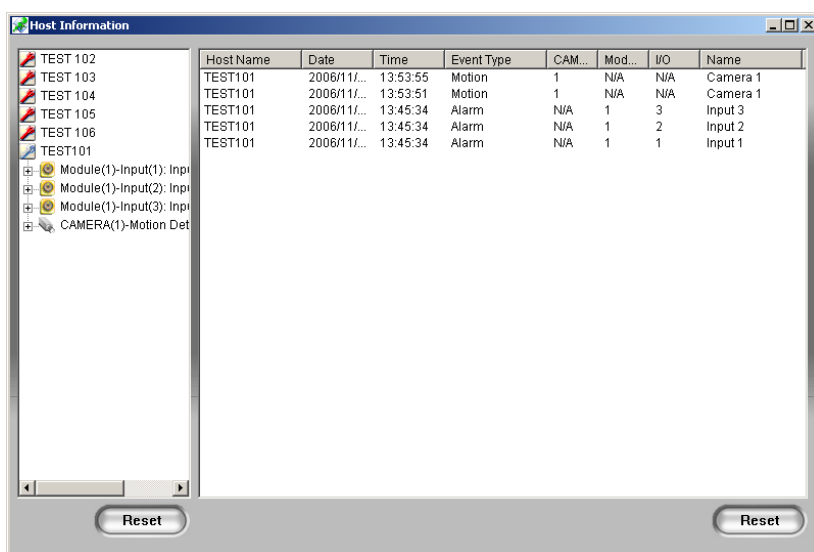 Host Information
TEST 102
TEST 103
TEST 104
TEST 105
TEST 106
TEST101
Module(1)-Input(1): Inpu
Module(1)-Input(2): Inpu
Module(1)-Input(3): Inpu
CAMERA(1)-Motion Det
Host Name Date Time Event Type CAM... Mod... I/O Name
TEST101 2006/11/... 13:53:55 Motion 1 N/A N/A Camera 1
TEST101 2006/11/... 13:53:51 Motion 1 N/A N/A Camera 1
TEST101 2006/11/... 13:45:34 Alarm N/A 1 3 Input 3
TEST101 2006/11/... 13:45:34 Alarm N/A 1 2 Input 2
TEST101 2006/11/... 13:45:34 Alarm N/A 1 1 Input 1
Reset
Reset